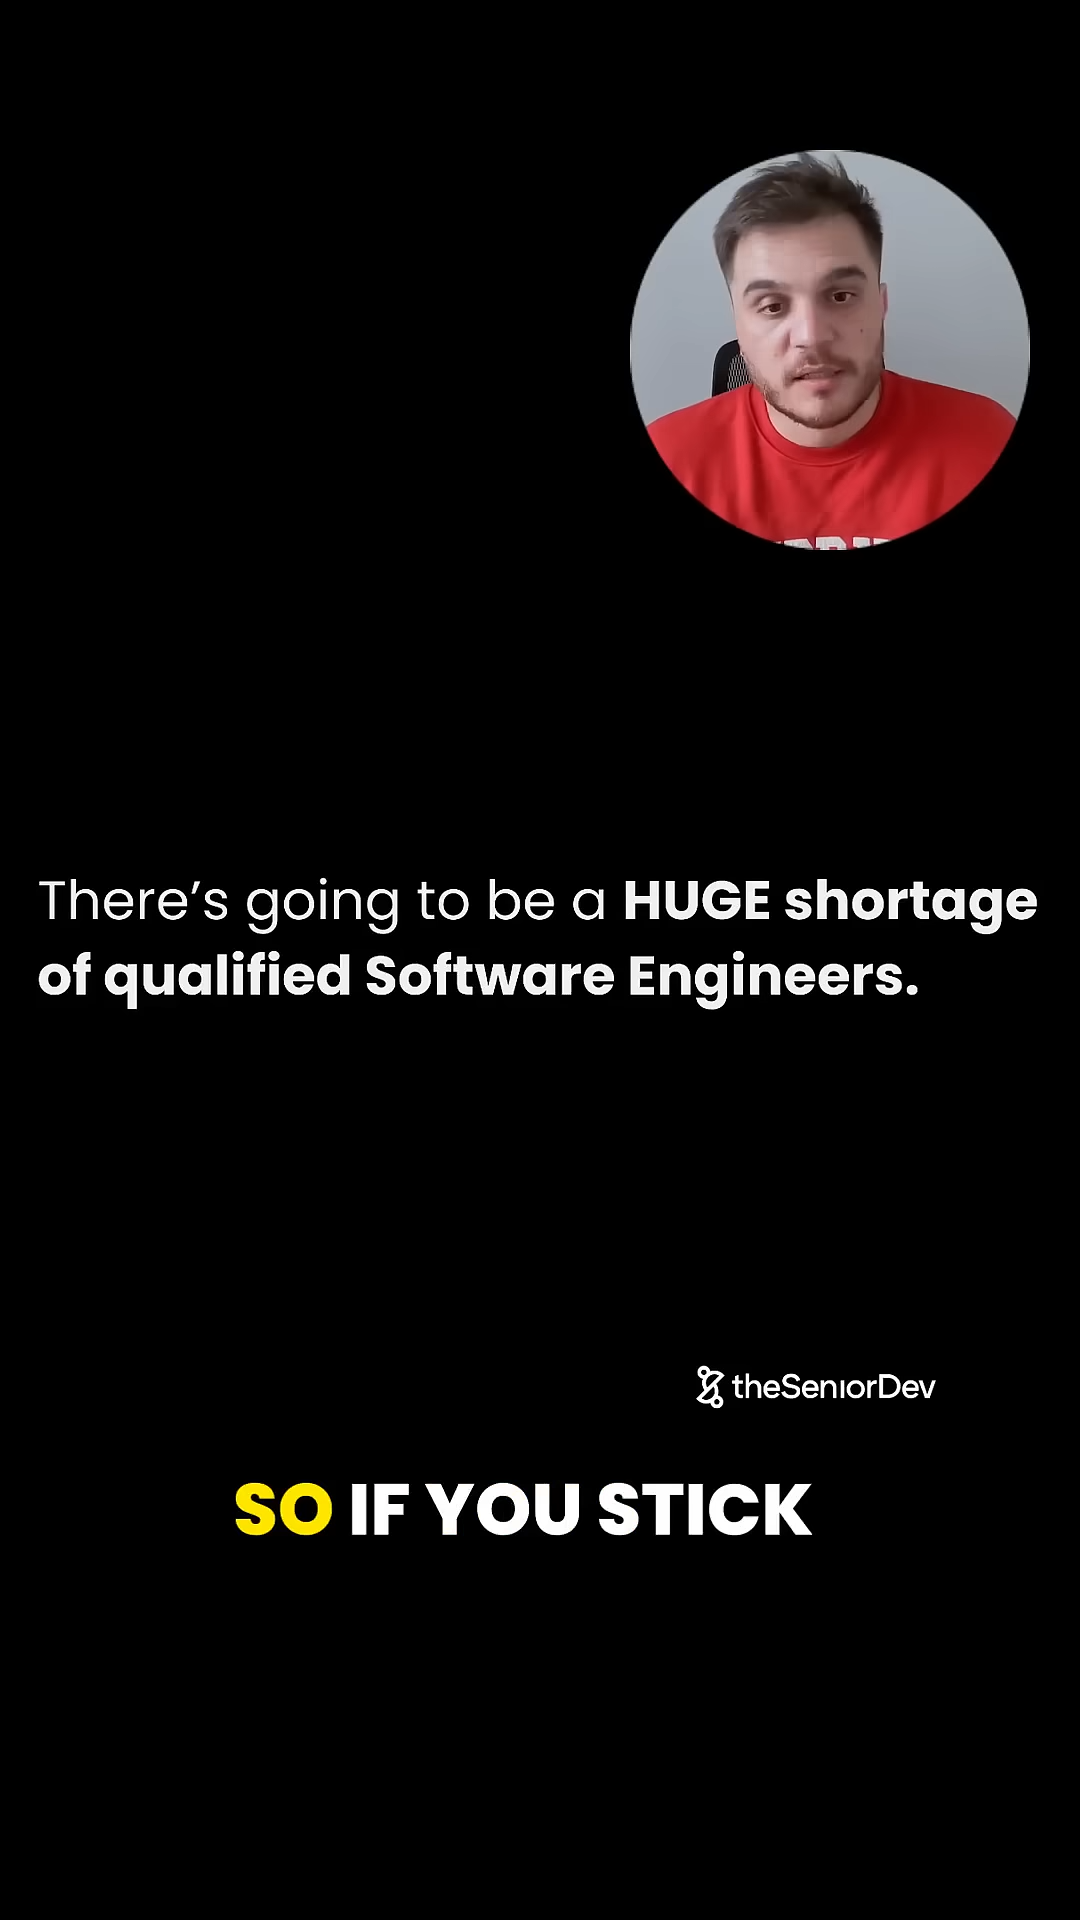 There’s going to be a HUGE shortage
of qualified Software Engineers.
theSeniorDev
SO IF YOU STICK